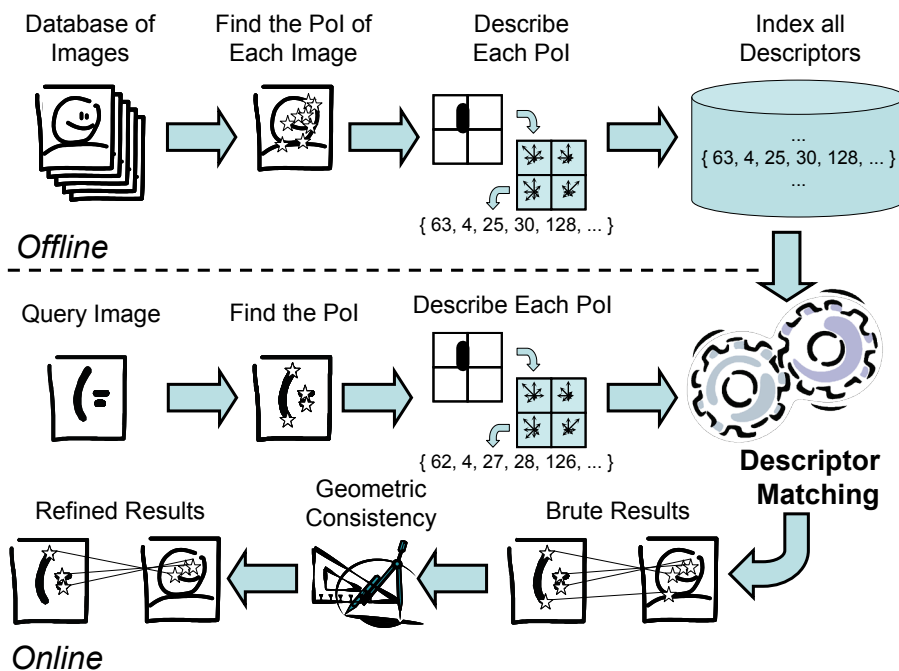 Database of
Images
Find the PoI of
Each Image
Describe
Each PoI
Index all
Descriptors
...
{ 63, 4, 25, 30, 128, ... }
...
{ 63, 4, 25, 30, 128, ... }
Offline
Query Image
Find the PoI
Describe Each PoI
{ 62, 4, 27, 28, 126, ... }
Descriptor
Matching
Refined Results
Geometric
Consistency
Brute Results
Online